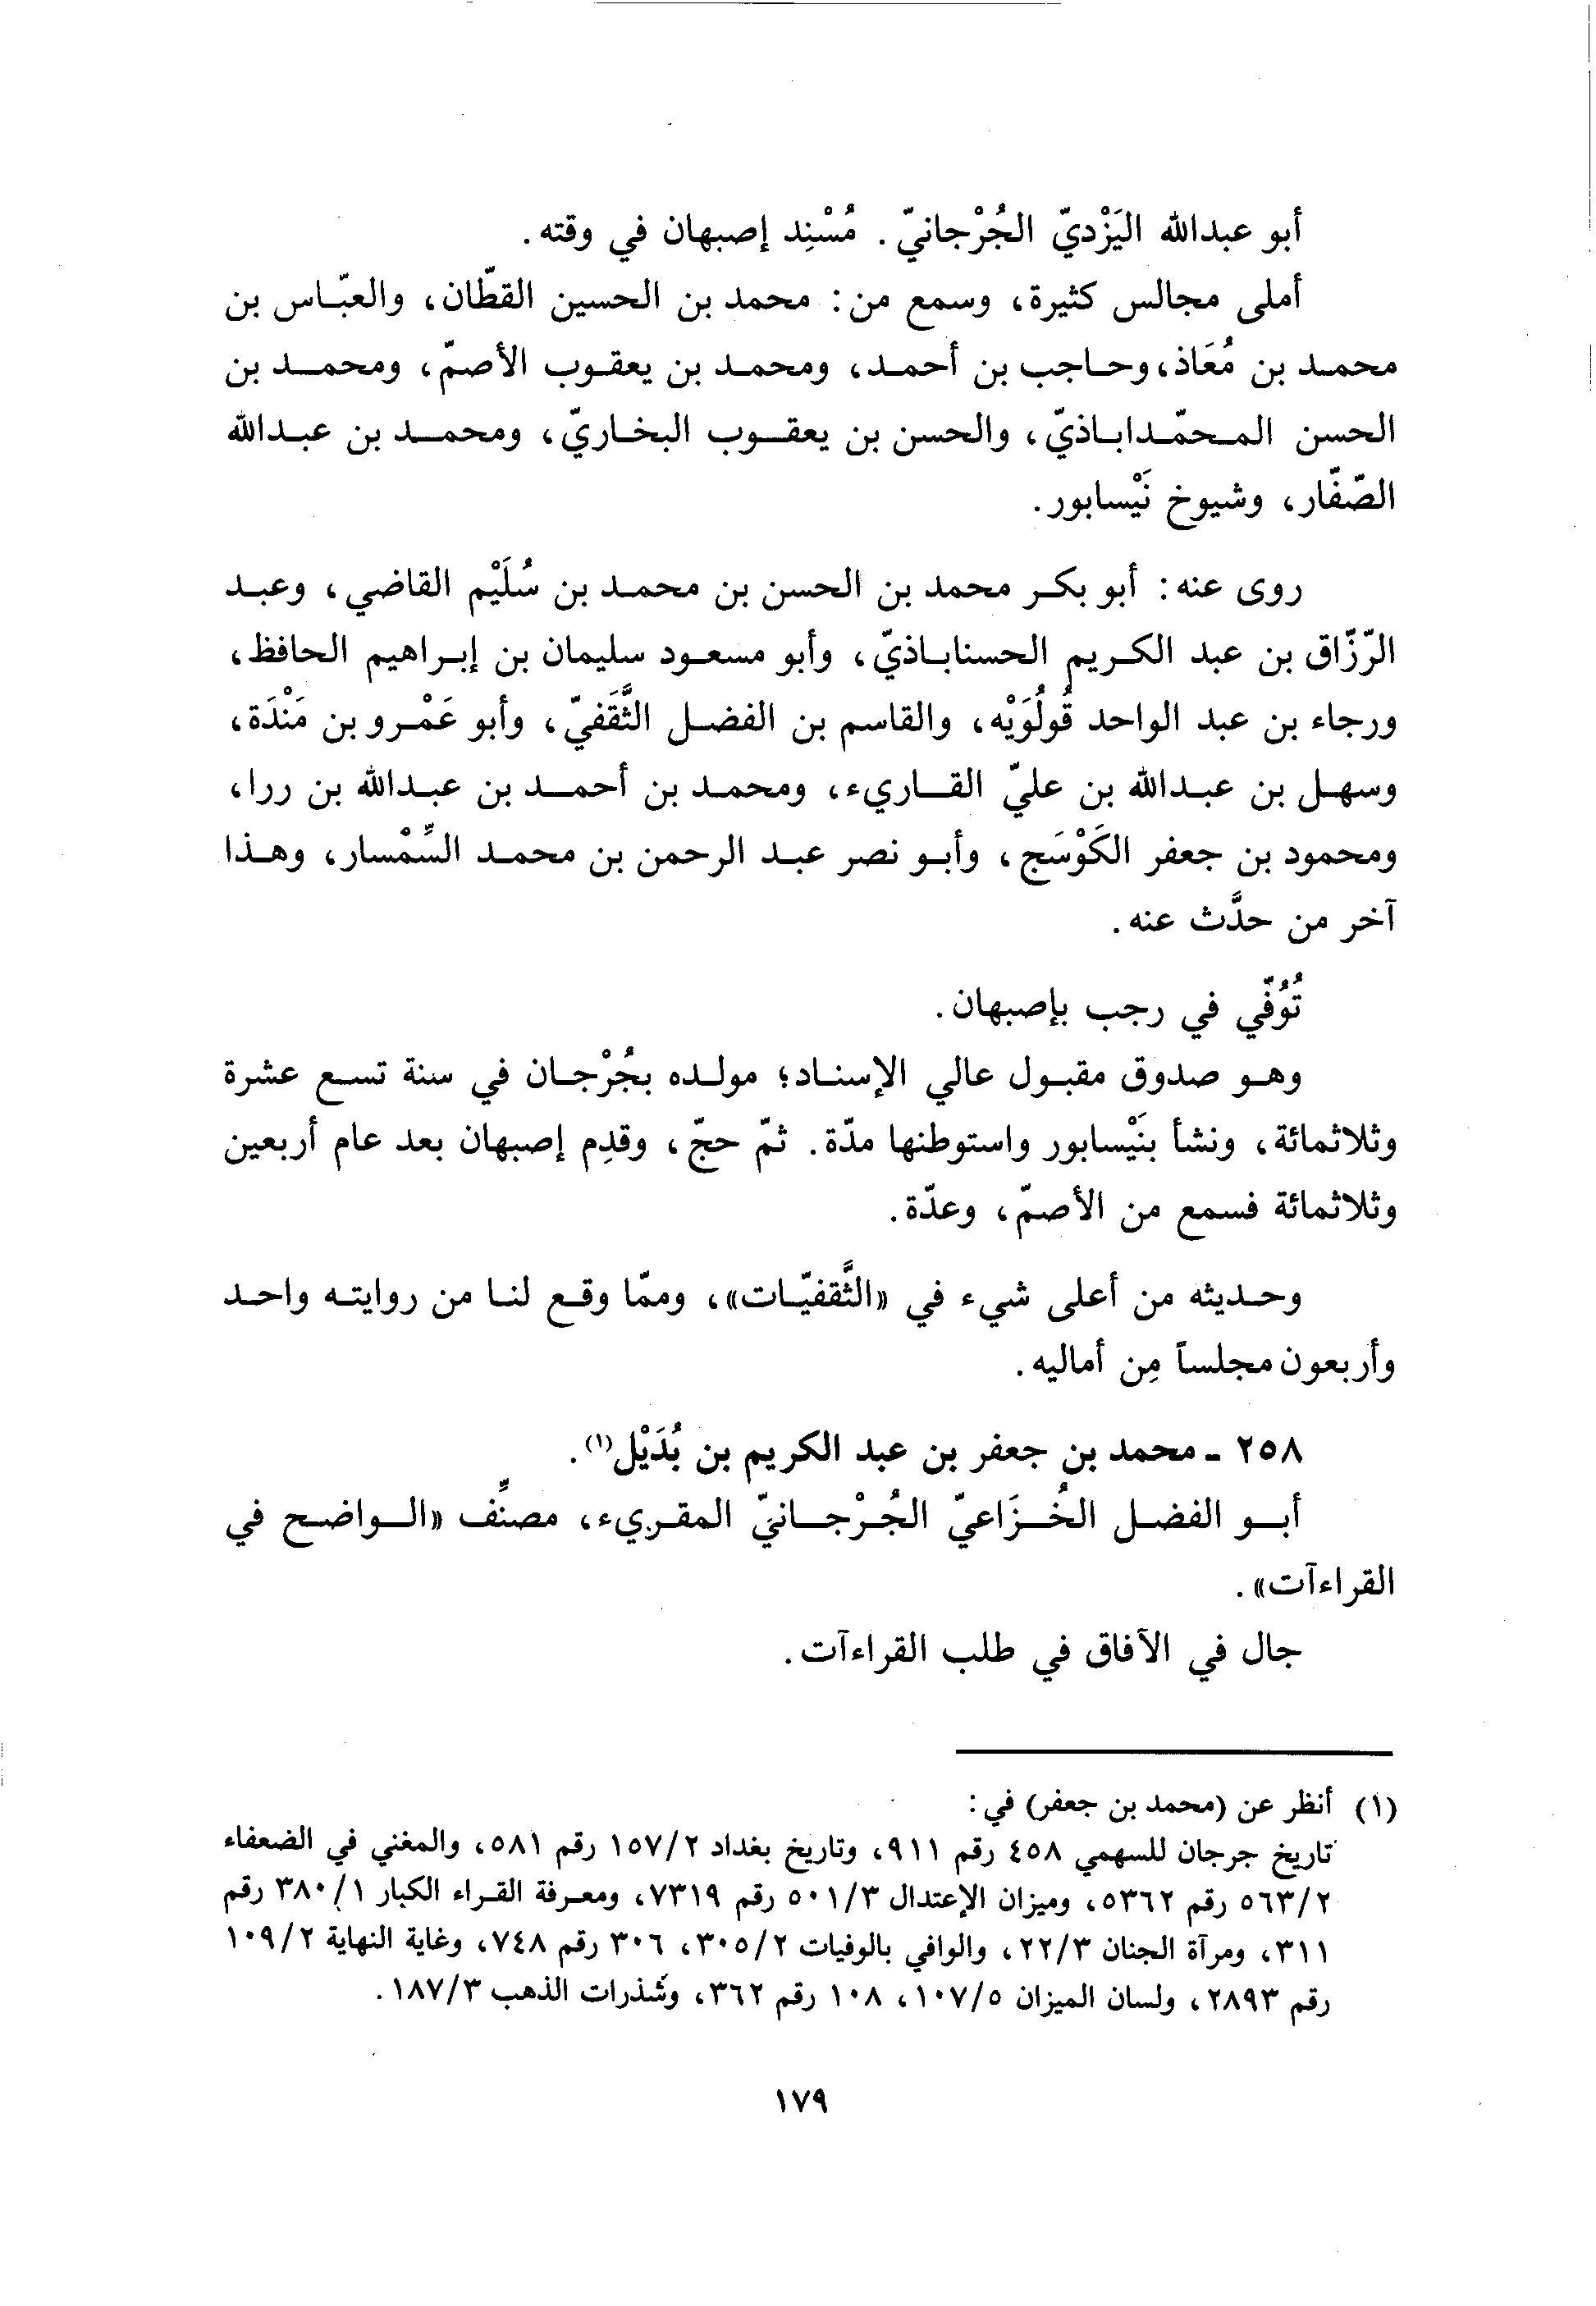 أبو عبدالله اليَزْديّ الجُرْجانيّ. مُسْنِد إصبهان في وقته.
أملى مجالس كثيرة، وسمع من: محمد بن الحسين القطّان، والعبّاس بن
محمد بن مُعَاذ، وحاجب بن أحمد، ومحمد بن يعقوب الأصمّ، ومحمد بن
الحسن المحمّداباذيّ، والحسن بن يعقوب البخاريّ، ومحمد بن عبدالله
الصّفّار، وشيوخ نَيْسابور.
روى عنه: أبو بكر محمد بن الحسن بن محمد بن سُلَيْم القاضي، وعبد
الرّزّاق بن عبد الكريم الحسناباذيّ، وأبو مسعود سليمان بن إبراهيم الحافظ،
ورجاء بن عبد الواحد قُولُوَيْه، والقاسم بن الفضل الثَّقَفيّ، وأبو عَمْرو بن مَنْدَة،
وسهل بن عبدالله بن عليّ القاريء، ومحمد بن أحمد بن عبدالله بن ررا،
ومحمود بن جعفر الكَوْسَج، وأبو نصر عبد الرحمن بن محمد السِّمْسار، وهذا
آخر من حدَّث عنه.
تُوُفّي في رجب بإصبهان.
وهو صدوق مقبول عالي الإسناد؛ مولده بجُرْجان في سنة تسع عشرة
وثلاثمائة، ونشأ بنَيْسابور واستوطنها مدّة. ثمّ حجّ، وقدِم إصبهان بعد عام أربعين
وثلاثمائة فسمع من الأصمّ، وعدّة.
وحديثه من أعلى شيء في «الثَّقفيّات»، وممّا وقع لنا من روايته واحد
وأربعون مجلساً مِن أماليه.
٢٥٨ ـ محمد بن جعفر بن عبد الكريم بن بُدَيْل(١).
أبو الفضل الخُزَاعيّ الجُرْجانيّ المقريء، مصنِّف «الواضح في
القراءآت».
جال في الآفاق في طلب القراءآت.
(١) أنظر عن (محمد بن جعفر) في:
تاريخ جرجان للسهمي ٤٥٨ رقم ٩١١، وتاريخ بغداد ١٥٧/٢ رقم ٥٨١، والمغني في الضعفاء
٥٦٣/٢ رقم ٥٣٦٢، وميزان الإعتدال ٥٠١/٣ رقم ٧٣١٩، ومعرفة القراء الكبار ٣٨٠/١ رقم
٣١١، ومرآة الجنان ٢٢/٣، والوافي بالوفيات ٣٠٥/٢، ٣٠٦ رقم ٧٤٨، وغاية النهاية ١٠٩/٢
رقم ٢٨٩٣، ولسان الميزان ١٠٧/٥، ١٠٨ رقم ٣٦٢، وشذرات الذهب ١٨٧/٣.
١٧٩